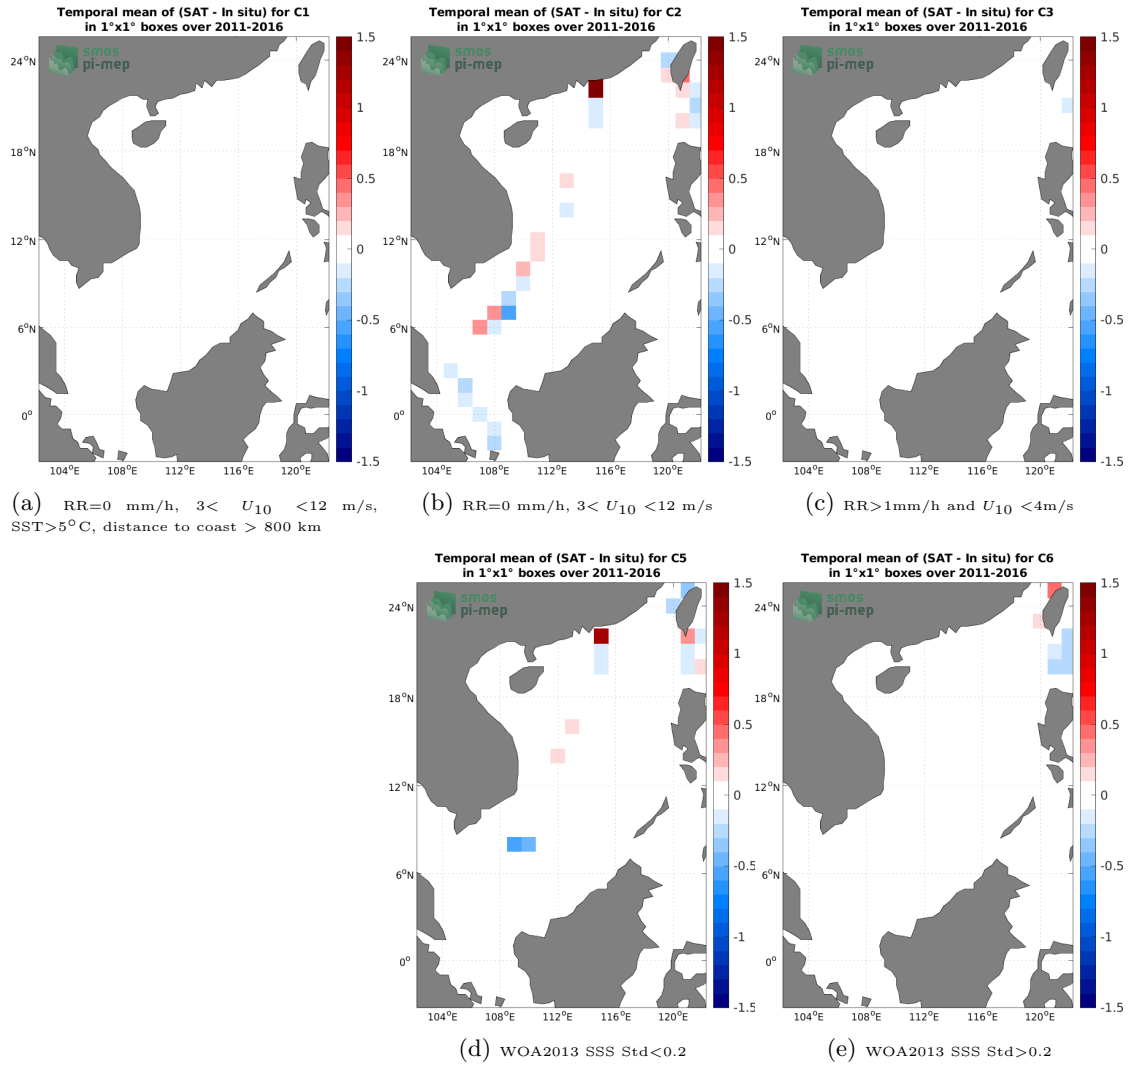 Temporal mean of (SAT - In situ) for C1
in 1°x1° boxes over 2011-2016
smos
pi-mep
24°N
18°N
12°N
6°N
0°
104°E 108°E 112°E 116°E 120°E
1.5
1
0.5
0
-0.5
-1
-1.5
(a) RR=0 mm/h, 3< U10 <12 m/s,
SST>5°C, distance to coast > 800 km
Temporal mean of (SAT - In situ) for C2
in 1°x1° boxes over 2011-2016
smos
pi-mep
24°N
18°N
12°N
6°N
0°
104°E 108°E 112°E 116°E 120°E
1.5
1
0.5
0
-0.5
-1
-1.5
(b) RR=0 mm/h, 3< U10 <12 m/s
Temporal mean of (SAT - In situ) for C3
in 1°x1° boxes over 2011-2016
smos
pi-mep
24°N
18°N
12°N
6°N
0°
104°E 108°E 112°E 116°E 120°E
1.5
1
0.5
0
-0.5
-1
-1.5
(c) RR>1mm/h and U10 <4m/s
Temporal mean of (SAT - In situ) for C5
in 1°x1° boxes over 2011-2016
smos
pi-mep
24°N
18°N
12°N
6°N
0°
104°E 108°E 112°E 116°E 120°E
1.5
1
0.5
0
-0.5
-1
-1.5
(d) WOA2013 SSS Std<0.2
Temporal mean of (SAT - In situ) for C6
in 1°x1° boxes over 2011-2016
smos
pi-mep
24°N
18°N
12°N
6°N
0°
104°E 108°E 112°E 116°E 120°E
1.5
1
0.5
0
-0.5
-1
-1.5
(e) WOA2013 SSS Std>0.2